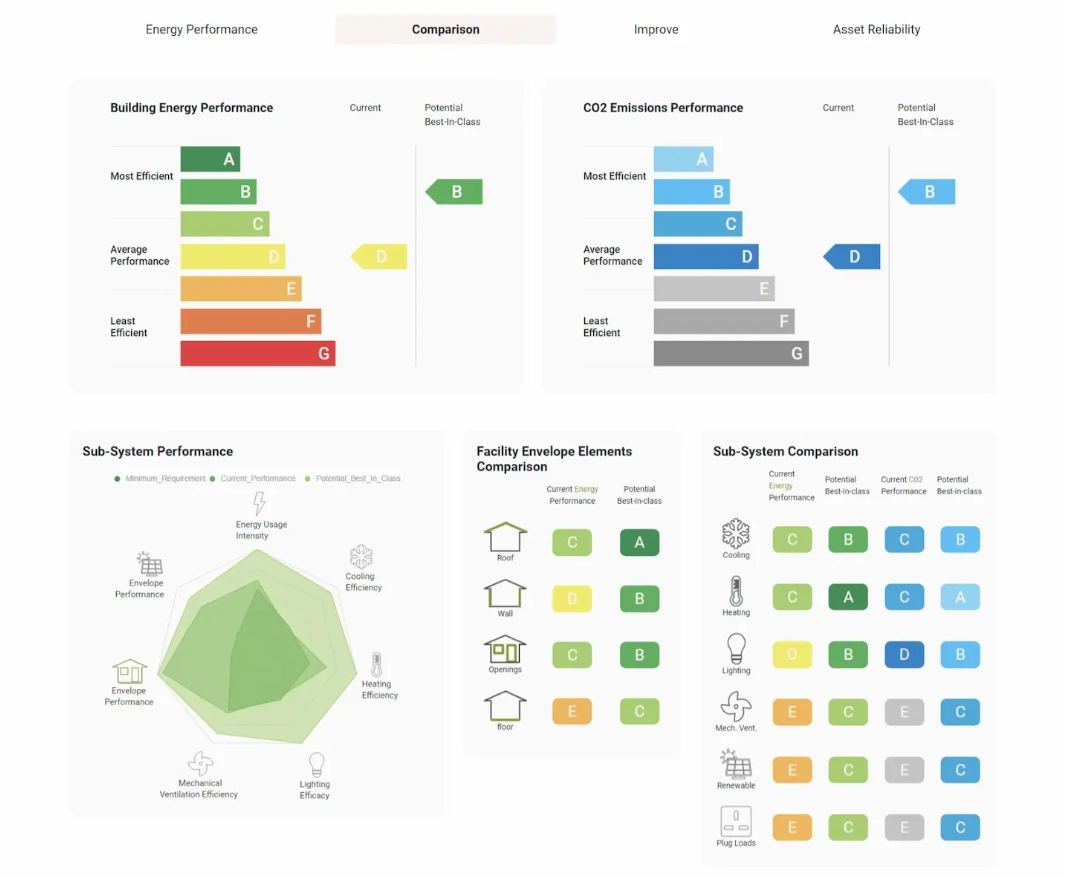 Energy Performance
Comparison
Improve
Asset Reliability
Building Energy Performance
Current
Potential
Best-In-Class
Most Efficient
Average
Performance
Least
Efficient
A
B
C
D
E
F
G
D
B
CO2 Emissions Performance
Current
Potential
Best-In-Class
Most Efficient
Average
Performance
Least
Efficient
A
B
C
D
E
F
G
D
B
Sub-System Performance
Minimum_Requirement
Current_Performance
Potential_Best_In_Class
Energy Usage
Intensity
Cooling
Efficiency
Heating
Efficiency
Lighting
Efficacy
Mechanical
Ventilation Efficiency
Envelope
Performance
Envelope
Performance
Facility Envelope Elements
Comparison
Current Energy
Performance
Potential
Best-in-class
Roof
C
A
Wall
D
B
Openings
C
B
floor
E
C
Sub-System Comparison
Current
Energy
Performance
Potential
Best-in-class
Current CO2
Performance
Potential
Best-in-class
Cooling
C
B
C
B
Heating
C
A
C
A
Lighting
D
B
D
B
Mech. Vent.
E
C
E
C
Renewable
E
C
E
C
Plug Loads
E
C
E
C